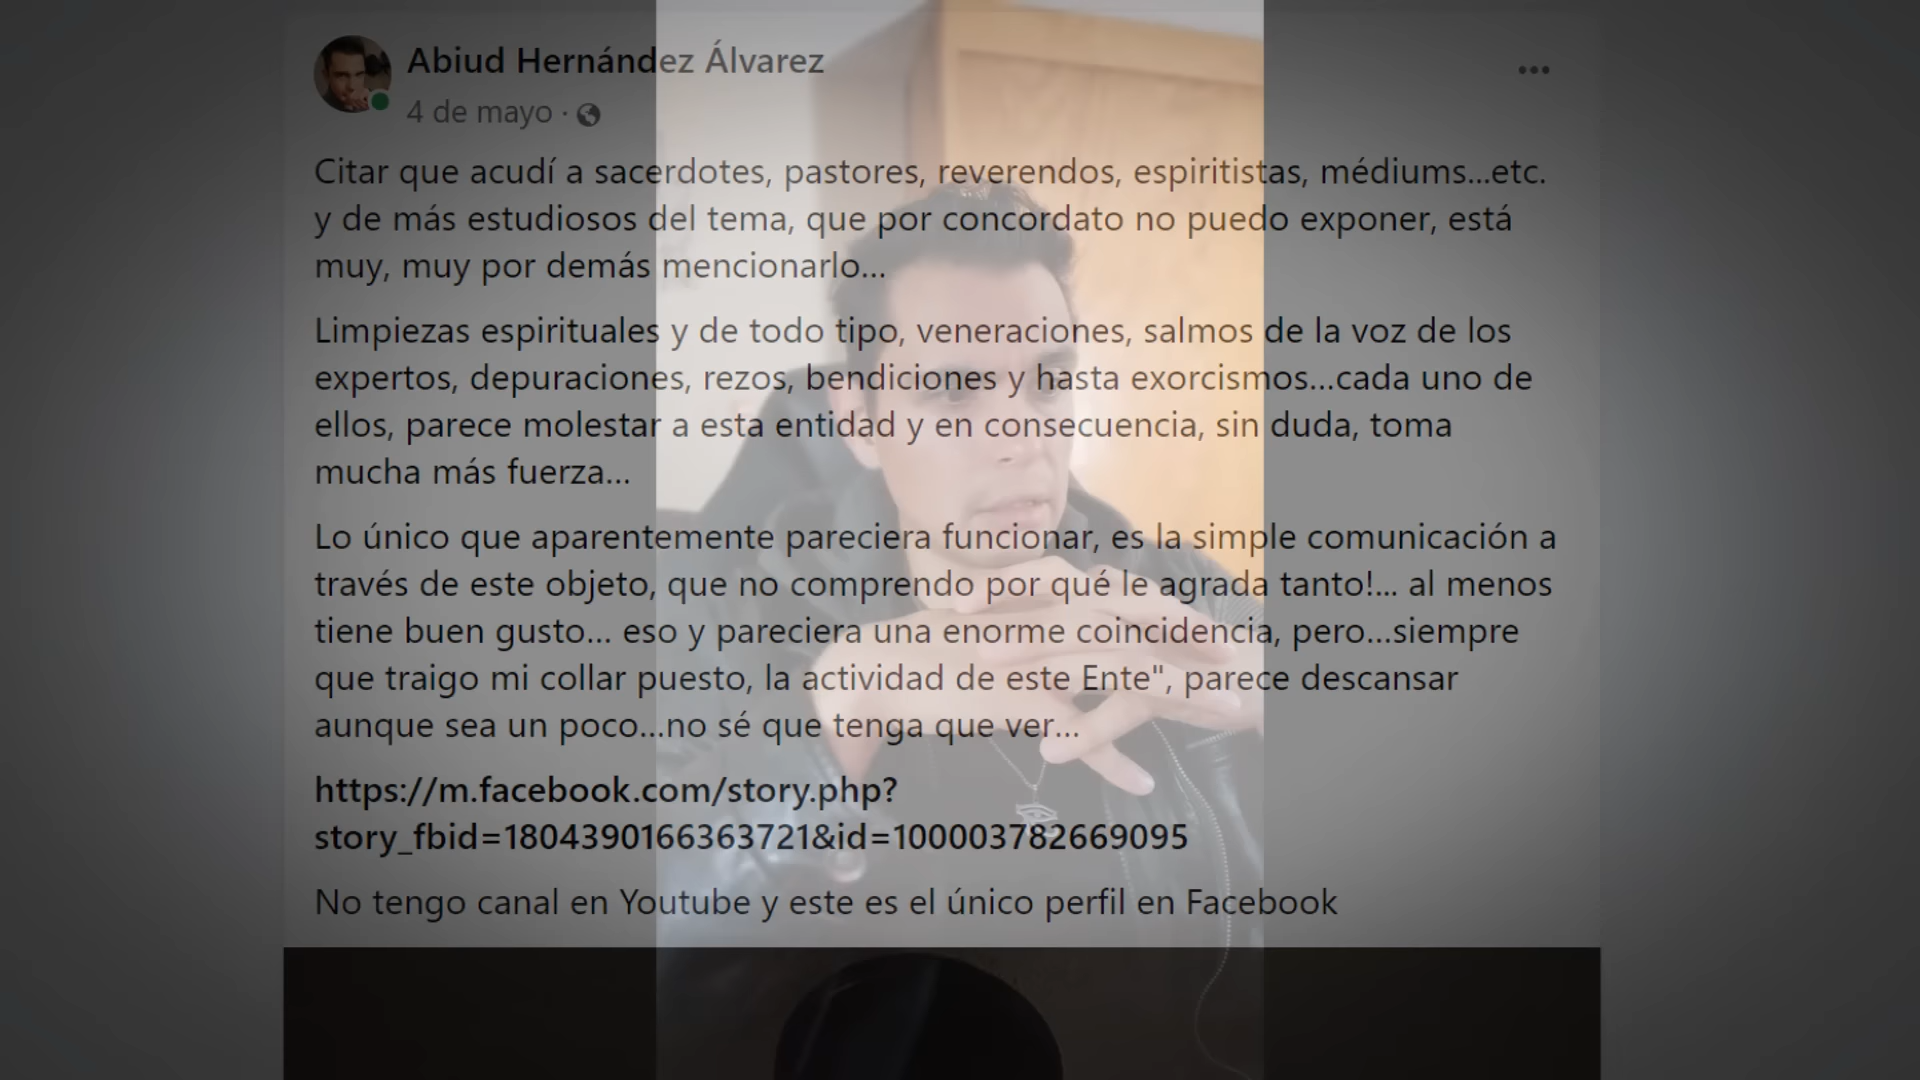 Abiud Hernández Álvarez
4 de mayo ·
Citar que acudí a sacerdotes, pastores, reverendos, espiritistas, médiums...etc.
y de más estudiosos del tema, que por concordato no puedo exponer, está
muy, muy por demás mencionarlo...
Limpiezas espirituales y de todo tipo, veneraciones, salmos de la voz de los
expertos, depuraciones, rezos, bendiciones y hasta exorcismos...cada uno de
ellos, parece molestar a esta entidad y en consecuencia, sin duda, toma
mucha más fuerza...
Lo único que aparentemente pareciera funcionar, es la simple comunicación a
través de este objeto, que no comprendo por qué le agrada tanto!... al menos
tiene buen gusto... eso y pareciera una enorme coincidencia, pero...siempre
que traigo mi collar puesto, la actividad de este Ente", parece descansar
aunque sea un poco...no sé que tenga que ver...
https://m.facebook.com/story.php?
story_fbid=1804390166363721&id=100003782669095
No tengo canal en Youtube y este es el único perfil en Facebook